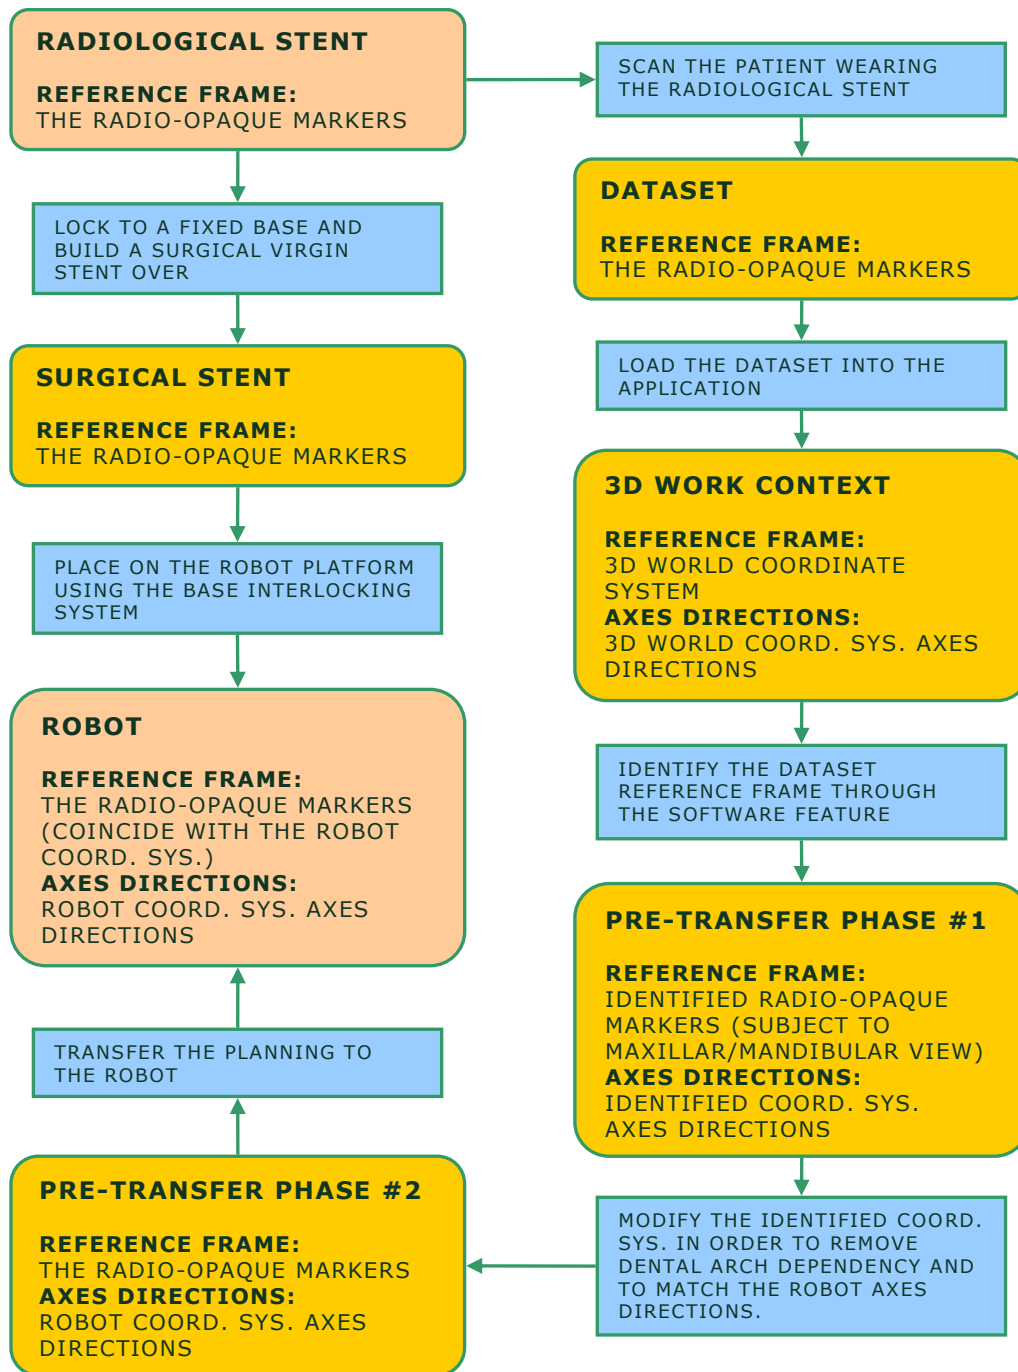 RADIOLOGICAL STENT
REFERENCE FRAME:
THE RADIO-OPAQUE MARKERS
LOCK TO A FIXED BASE AND
BUILD A SURGICAL VIRGIN
STENT OVER
SURGICAL STENT
REFERENCE FRAME:
THE RADIO-OPAQUE MARKERS
PLACE ON THE ROBOT PLATFORM
USING THE BASE INTERLOCKING
SYSTEM
ROBOT
REFERENCE FRAME:
THE RADIO-OPAQUE MARKERS
(COINCIDE WITH THE ROBOT
COORD. SYS.)
AXES DIRECTIONS:
ROBOT COORD. SYS. AXES
DIRECTIONS
TRANSFER THE PLANNING TO
THE ROBOT
PRE-TRANSFER PHASE #2
REFERENCE FRAME:
THE RADIO-OPAQUE MARKERS
AXES DIRECTIONS:
ROBOT COORD. SYS. AXES
DIRECTIONS
SCAN THE PATIENT WEARING
THE RADIOLOGICAL STENT
DATASET
REFERENCE FRAME:
THE RADIO-OPAQUE MARKERS
LOAD THE DATASET INTO THE
APPLICATION
3D WORK CONTEXT
REFERENCE FRAME:
3D WORLD COORDINATE
SYSTEM
AXES DIRECTIONS:
3D WORLD COORD. SYS. AXES
DIRECTIONS
IDENTIFY THE DATASET
REFERENCE FRAME THROUGH
THE SOFTWARE FEATURE
PRE-TRANSFER PHASE #1
REFERENCE FRAME:
IDENTIFIED RADIO-OPAQUE
MARKERS (SUBJECT TO
MAXILLAR/MANDIBULAR VIEW)
AXES DIRECTIONS:
IDENTIFIED COORD. SYS.
AXES DIRECTIONS
MODIFY THE IDENTIFIED COORD.
SYS. IN ORDER TO REMOVE
DENTAL ARCH DEPENDENCY AND
TO MATCH THE ROBOT AXES
DIRECTIONS.